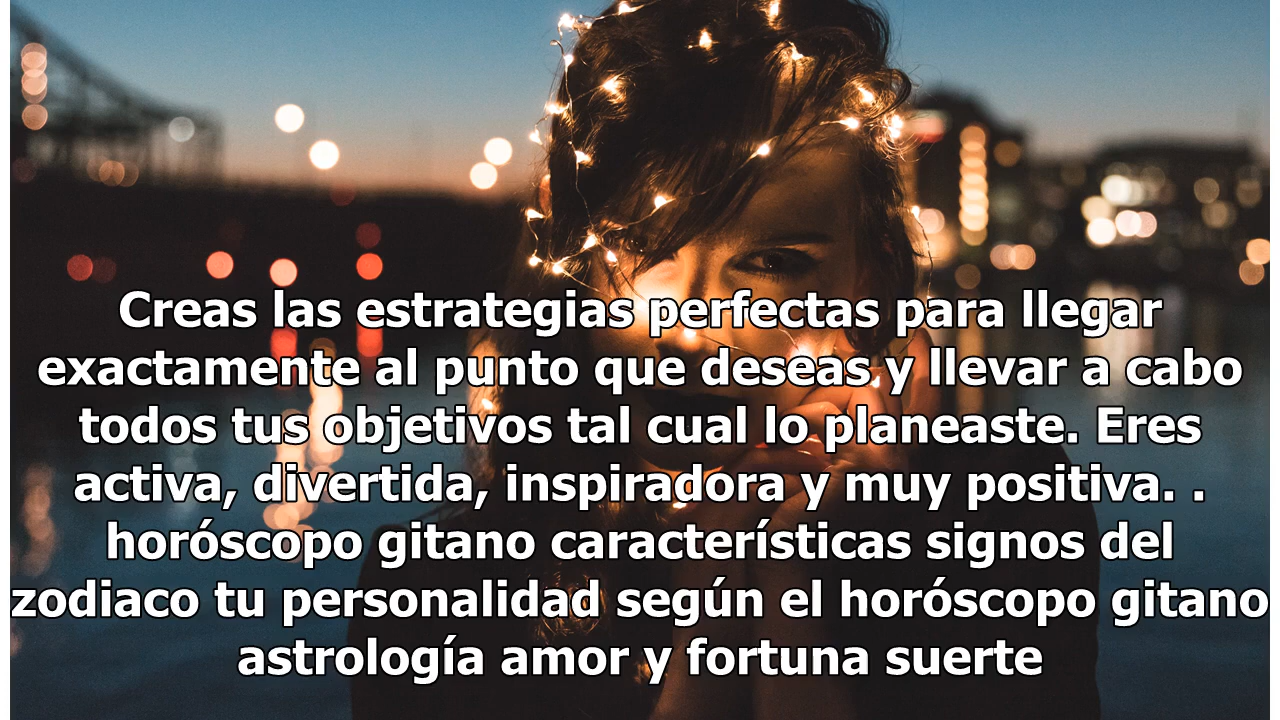 Creas las estrategias perfectas para llegar
exactamente al punto que deseas y llevar a cabo
todos tus objetivos tal cual lo planeaste. Eres
activa, divertida, inspiradora y muy positiva. .
horóscopo gitano características signos del
zodiaco tu personalidad según el horóscopo gitano
astrología amor y fortuna suerte